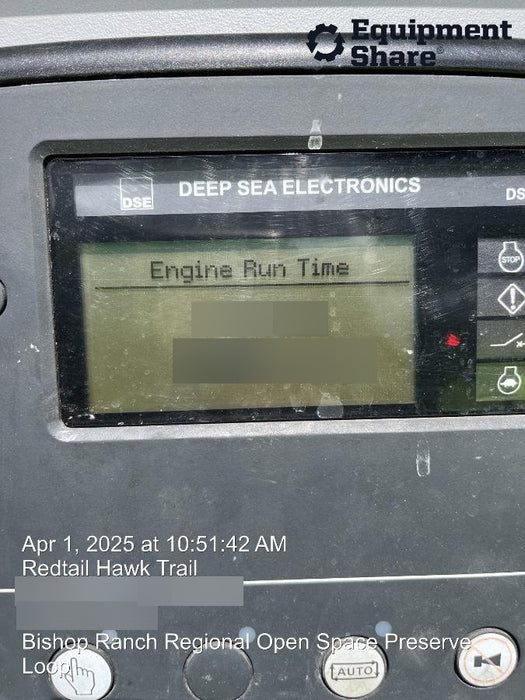 Equipment
Share
DSE
DEEP SEA ELECTRONICS
DS
Engine Run Time
STOP
Apr 1, 2025 at 10:51:42 AM
Redtail Hawk Trail
Bishop Ranch Regional Open Space Preserve
Loop
AUTO